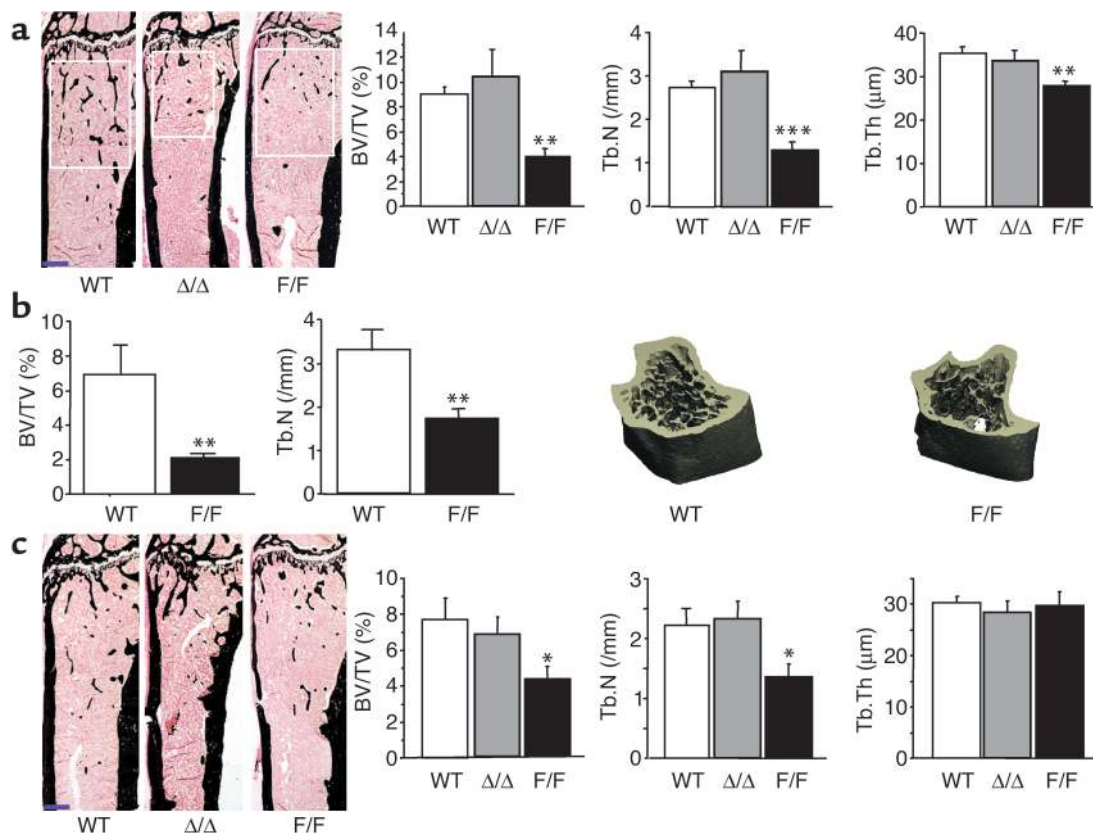 a
BV/TV (%)
14
12
10
8
6
4
2
0
**
WT Δ/Δ F/F
Tb.N (/mm)
4
3
2
1
0
***
WT Δ/Δ F/F
Tb.Th (μm)
40
30
20
10
0
**
WT Δ/Δ F/F
WT Δ/Δ F/F
b
BV/TV (%)
10
8
6
4
2
0
**
WT F/F
Tb.N (/mm)
4
3
2
1
0
**
WT F/F
WT F/F
c
BV/TV (%)
10
8
6
4
2
0
*
WT Δ/Δ F/F
Tb.N (/mm)
3
2
1
0
*
WT Δ/Δ F/F
Tb.Th (μm)
30
20
10
0
WT Δ/Δ F/F
WT Δ/Δ F/F